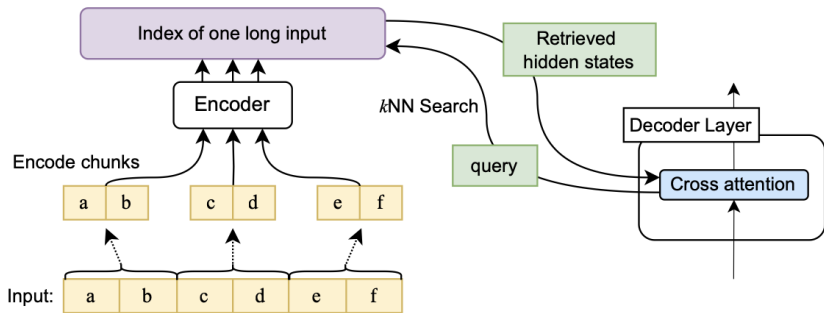 Index of one long input
Retrieved
hidden states
Encoder
kNN Search
Decoder Layer
Encode chunks
query
Cross attention
a b c d e f
Input: a b c d e f